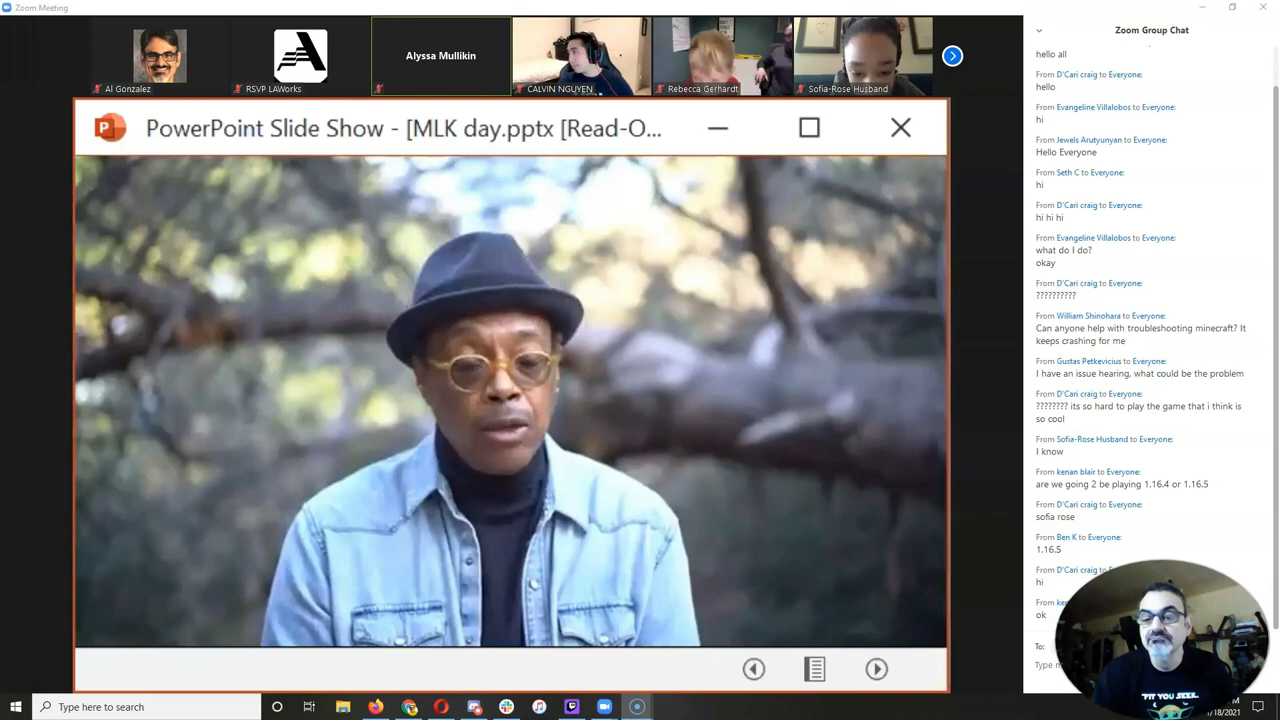 Zoom Meeting
Al Gonzalez
RSVP LAWorks
Alyssa Mullikin
CALVIN NGUYEN
Rebecca Gerhardt
Sofia-Rose Husband
PowerPoint Slide Show - [MLK day.pptx [Read-O...
Zoom Group Chat
hello all
From D'Cari craig to Everyone:
hello
From Evangeline Villalobos to Everyone:
hi
From Jewels Arutyunyan to Everyone:
Hello Everyone
From Seth C to Everyone:
hi
From D'Cari craig to Everyone:
hi hi hi
From Evangeline Villalobos to Everyone:
what do I do?
okay
From D'Cari craig to Everyone:
??????????
From William Shinohara to Everyone:
Can anyone help with troubleshooting minecraft? It
keeps crashing for me
From Gustas Petkevicius to Everyone:
I have an issue hearing, what could be the problem
From D'Cari craig to Everyone:
???????? its so hard to play the game that i think is
so cool
From Sofia-Rose Husband to Everyone:
I know
From kenan blair to Everyone:
are we going 2 be playing 1.16.4 or 1.16.5
From D'Cari craig to Everyone:
sofia rose
From Ben K to Everyone:
1.16.5
From D'Cari craig to
hi
From
ok
To:
Type
YOU SEEK
Type here to search
1/18/2021